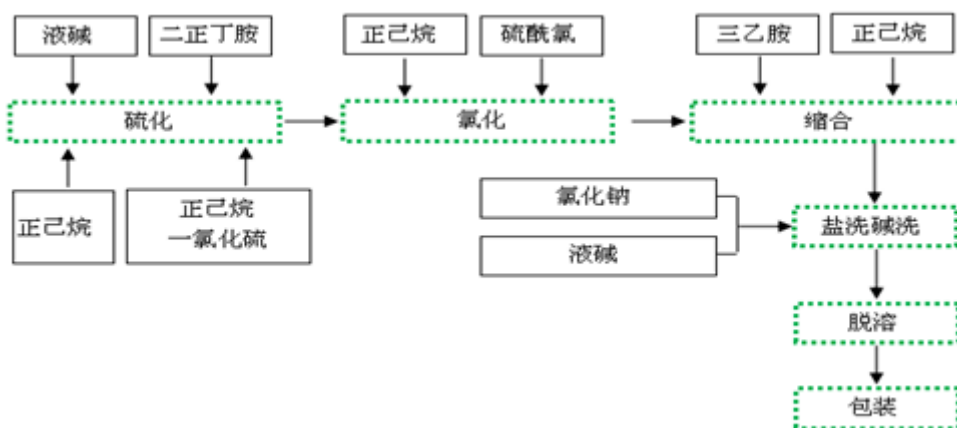 液碱
二正丁胺
正己烷
硫酰氯
三乙胺
正己烷
硫化
氯化
缩合
正己烷
正己烷
一氯化硫
氯化钠
液碱
盐洗碱洗
脱溶
包装